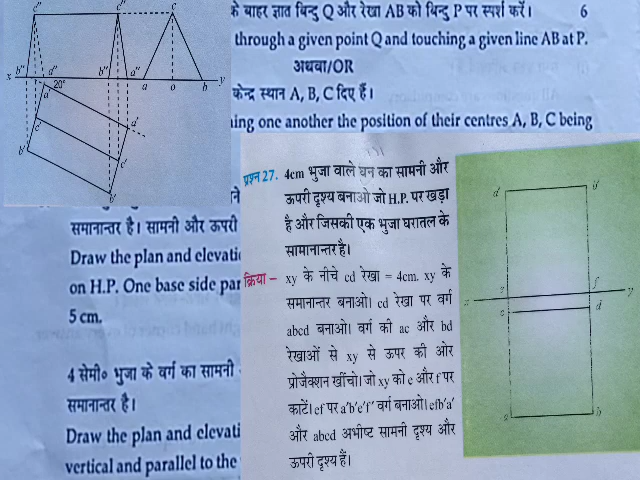 c'' c'' c
x b'' d'' b'' a'' a o b y
20°
a
c' a'
b' c'
b'
के बाहर ज्ञात बिन्दु Q और रेखा AB को बिन्दु P पर स्पर्श करें। 6
through a given point Q and touching a given line AB at P.
अथवा/OR
केन्द्र स्थान A, B, C दिए हैं।
ing one another the position of their centres A, B, C being
समानान्तर है। सामनी और ऊपरी
Draw the plan and elevati
on H.P. One base side par
5 cm.
4 सेमी० भुजा के वर्ग का सामनी
समानान्तर है।
Draw the plan and elevati
vertical and parallel to the
प्रश्न 27. 4cm भुजा वाले घन का सामनी और
ऊपरी दृश्य बनाओ जो H.P. पर खड़ा
है और जिसकी एक भुजा धरातल के
सामानान्तर है।
क्रिया – xy के नीचे cd रेखा = 4cm. xy के
समानान्तर बनाओ। cd रेखा पर वर्ग
abcd बनाओ। वर्ग की ac और bd
रेखाओं से xy से ऊपर की ओर
प्रोजैक्शन खींचो। जो xy को e और f पर
काटें। ef पर a'b'e'f' वर्ग बनाओ। efb'a'
और abcd अभीष्ट सामनी दृश्य और
ऊपरी दृश्य हैं।
x f y
d
a b